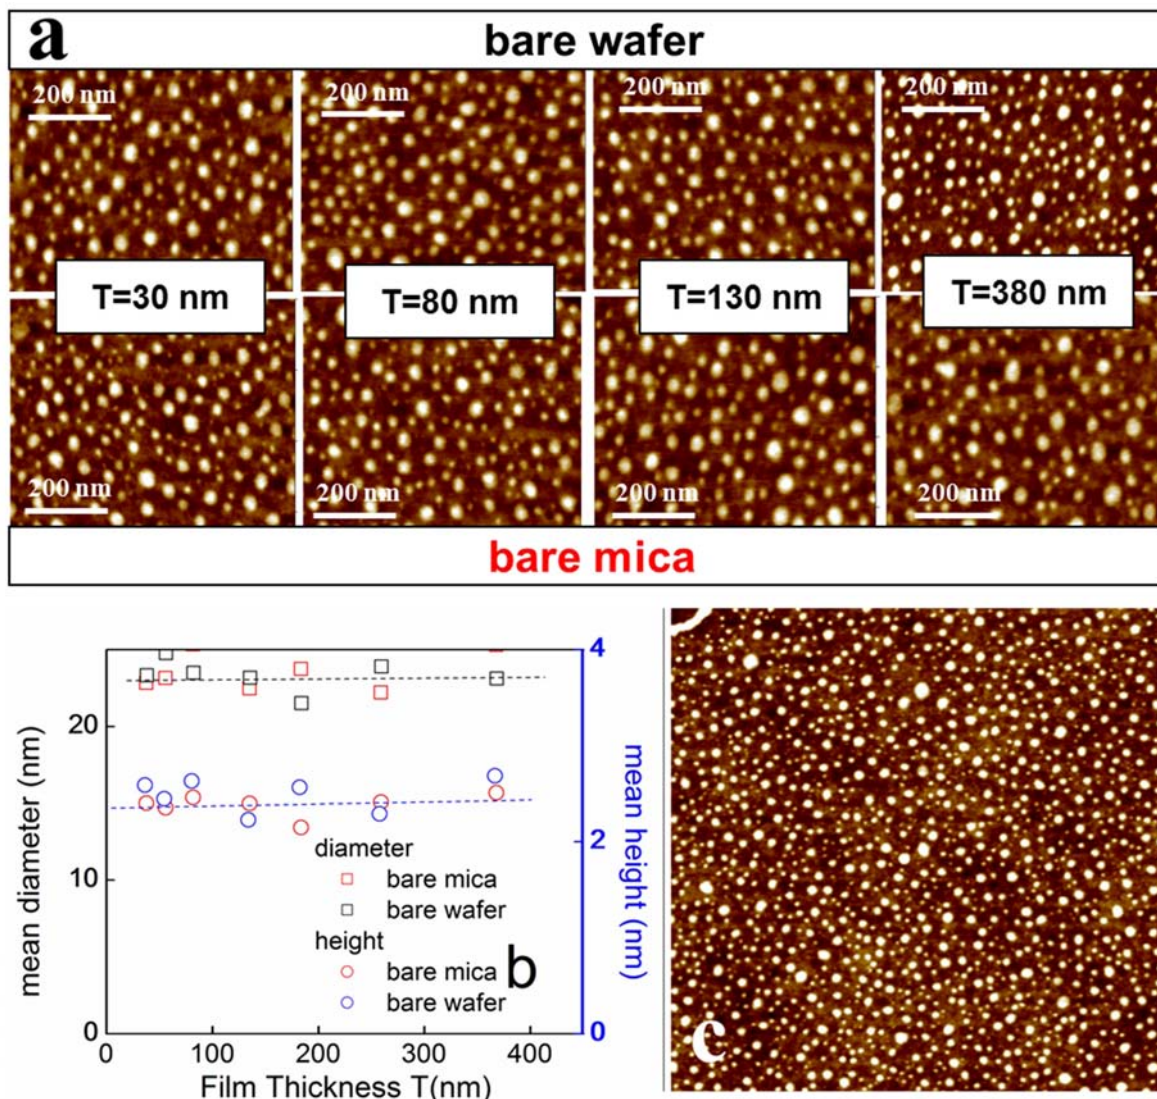 a
bare wafer
200 nm
200 nm
200 nm
200 nm
T=30 nm
T=80 nm
T=130 nm
T=380 nm
200 nm
200 nm
200 nm
200 nm
bare mica
mean diameter (nm)
20
10
0
4
2
0
mean height (nm)
diameter
bare mica
bare wafer
height
bare mica
bare wafer
b
0
100
200
300
400
Film Thickness T(nm)
c